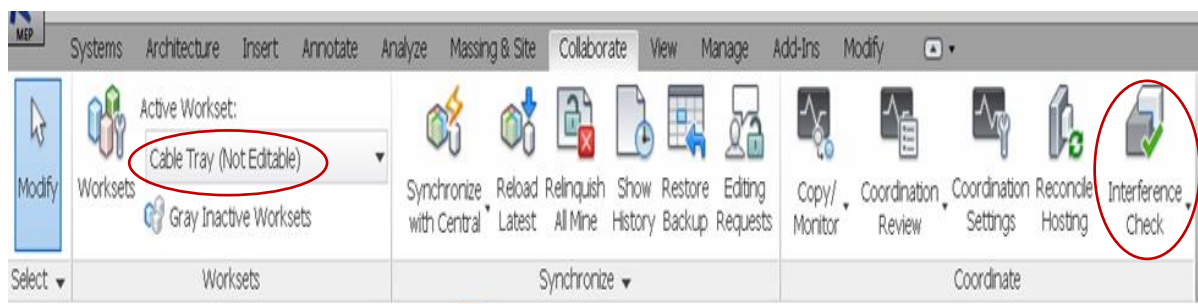 MEP
Systems Architecture Insert Annotate Analyze Massing & Site Collaborate View Manage Add-Ins Modify
Modify
Worksets
Active Workset:
Cable Tray (Not Editable)
Gray Inactive Worksets
Synchronize
with Central
Reload
Latest
Relinquish
All Mine
Show
History
Restore
Backup
Editing
Requests
Copy/
Monitor
Coordination
Review
Coordination
Settings
Reconcile
Hosting
Interference
Check
Select
Worksets
Synchronize
Coordinate